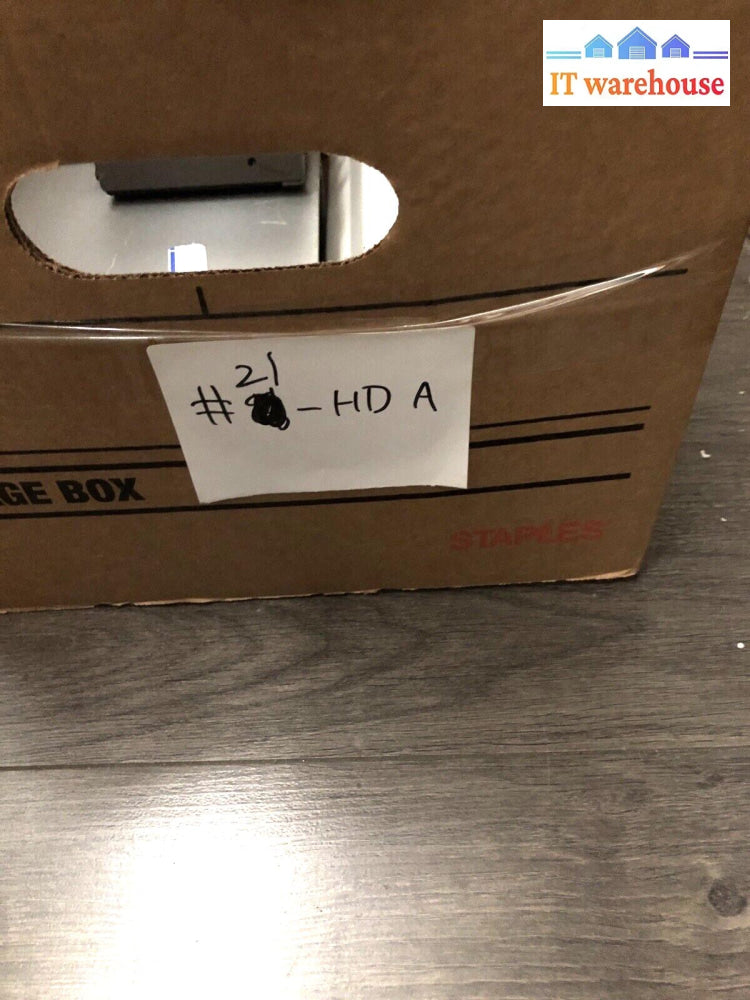 IT warehouse
21
# - HD A
GE BOX
STAPLES